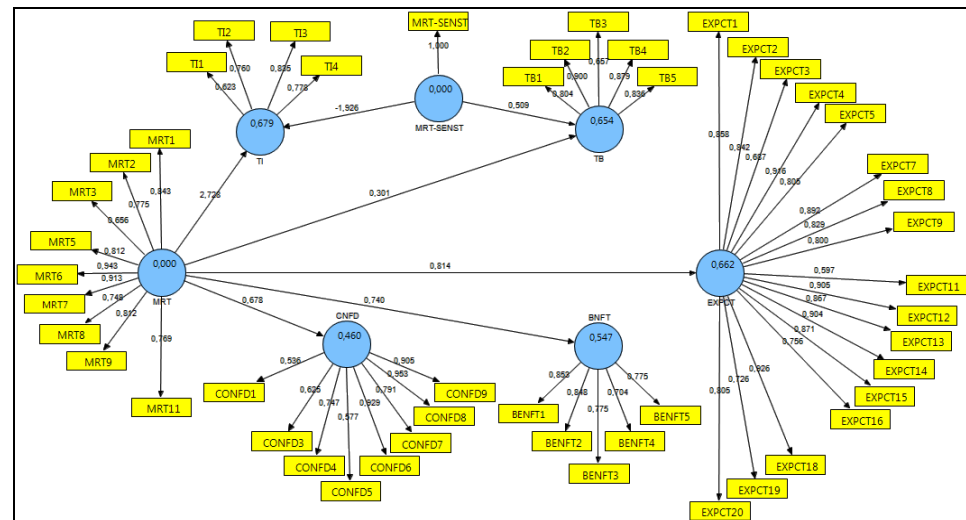 MRT-SENST
EXPCT1
TI2
TI3
TB3
EXPCT2
TI1
TI4
TB2
TB4
EXPCT3
TB1
TB5
EXPCT4
EXPCT5
0,760
0,835
1,000
0,657
0,623
0,778
0,900
0,879
0,804
0,836
0,000
MRT-SENST
0,679
TI
-1,926
0,509
0,654
TB
0,858
0,842
0,687
0,916
0,805
MRT1
MRT2
MRT3
MRT5
MRT6
MRT7
MRT8
MRT9
MRT11
0,843
0,775
0,656
0,812
0,943
0,913
0,748
0,812
0,769
0,000
MRT
2,728
0,301
0,814
0,678
0,740
EXPCT7
EXPCT8
EXPCT9
0,892
0,829
0,800
0,662
EXPCT
0,597
0,905
0,867
0,904
0,871
0,756
0,926
0,726
0,805
EXPCT11
EXPCT12
EXPCT13
EXPCT14
EXPCT15
EXPCT16
EXPCT18
EXPCT19
EXPCT20
CNFD
0,460
0,536
0,625
0,747
0,577
0,929
0,791
0,953
0,905
CONFD1
CONFD3
CONFD4
CONFD5
CONFD6
CONFD7
CONFD8
CONFD9
BNFT
0,547
0,853
0,848
0,775
0,704
0,775
BENFT1
BENFT2
BENFT3
BENFT4
BENFT5